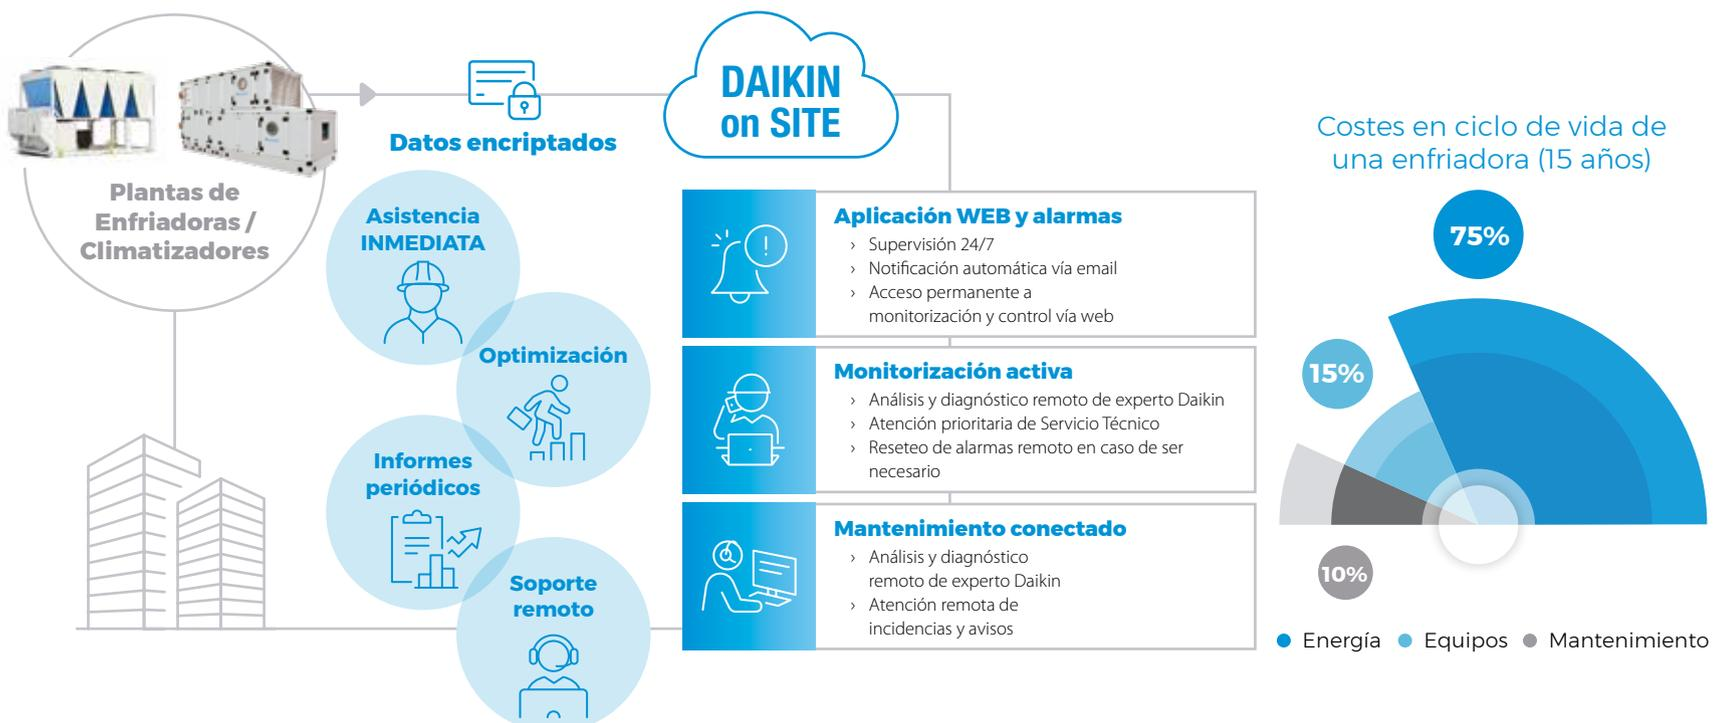 DAIKIN
on SITE
Datos encriptados
Plantas de
Enfriadoras /
Climatizadores
Asistencia
INMEDIATA
Optimización
Informes
periódicos
Soporte
remoto
Aplicación WEB y alarmas
› Supervisión 24/7
› Notificación automática vía email
› Acceso permanente a
monitorización y control vía web
Monitorización activa
› Análisis y diagnóstico remoto de experto Daikin
› Atención prioritaria de Servicio Técnico
› Reseteo de alarmas remoto en caso de ser
necesario
Mantenimiento conectado
› Análisis y diagnóstico
remoto de experto Daikin
› Atención remota de
incidencias y avisos
Costes en ciclo de vida de
una enfriadora (15 años)
75%
15%
10%
Energía Equipos Mantenimiento